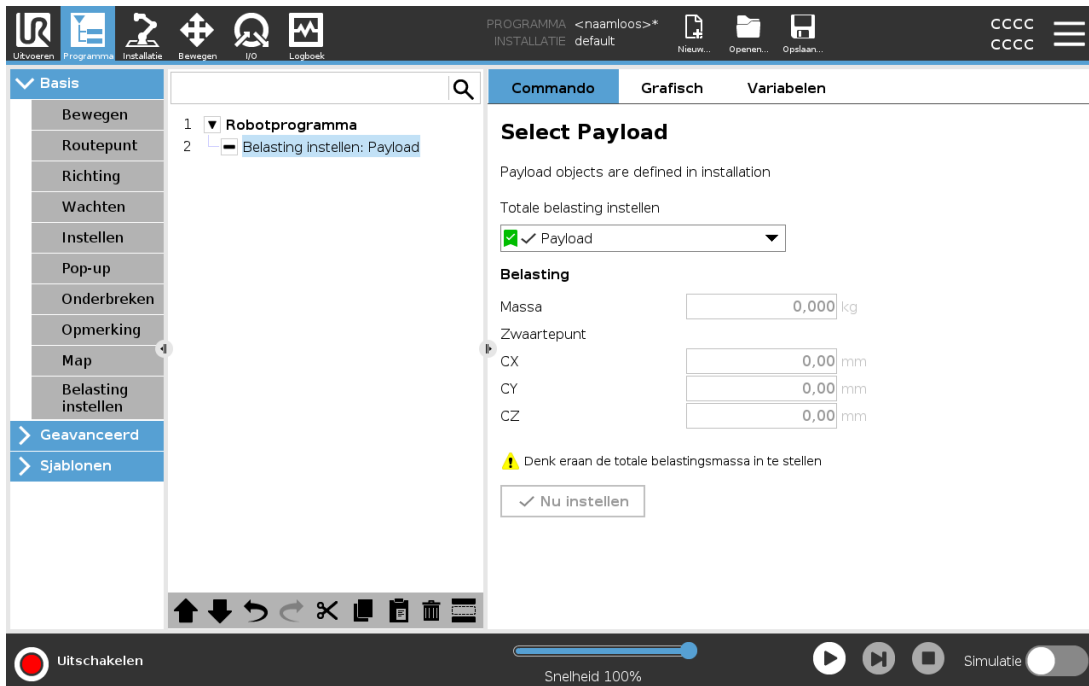 PROGRAMMA <naamloos>*
INSTALLATIE default
CCCC
CCCC
Uitvoeren Programma Installatie Bewegen I/O Logboek
Nieuw... Openen... Opslaan...
Basis
Bewegen
Routepunt
Richting
Wachten
Instellen
Pop-up
Onderbreken
Opmerking
Map
Belasting
instellen
Geavanceerd
Sjablonen
1 Robotprogramma
2 Belasting instellen: Payload
Commando Grafisch Variabelen
Select Payload
Payload objects are defined in installation
Totale belasting instellen
Payload
Belasting
Massa 0,000 kg
Zwaartepunt
CX 0,00 mm
CY 0,00 mm
CZ 0,00 mm
Denk eraan de totale belastingsmassa in te stellen
Nu instellen
Uitschakelen
Snelheid 100%
Simulatie